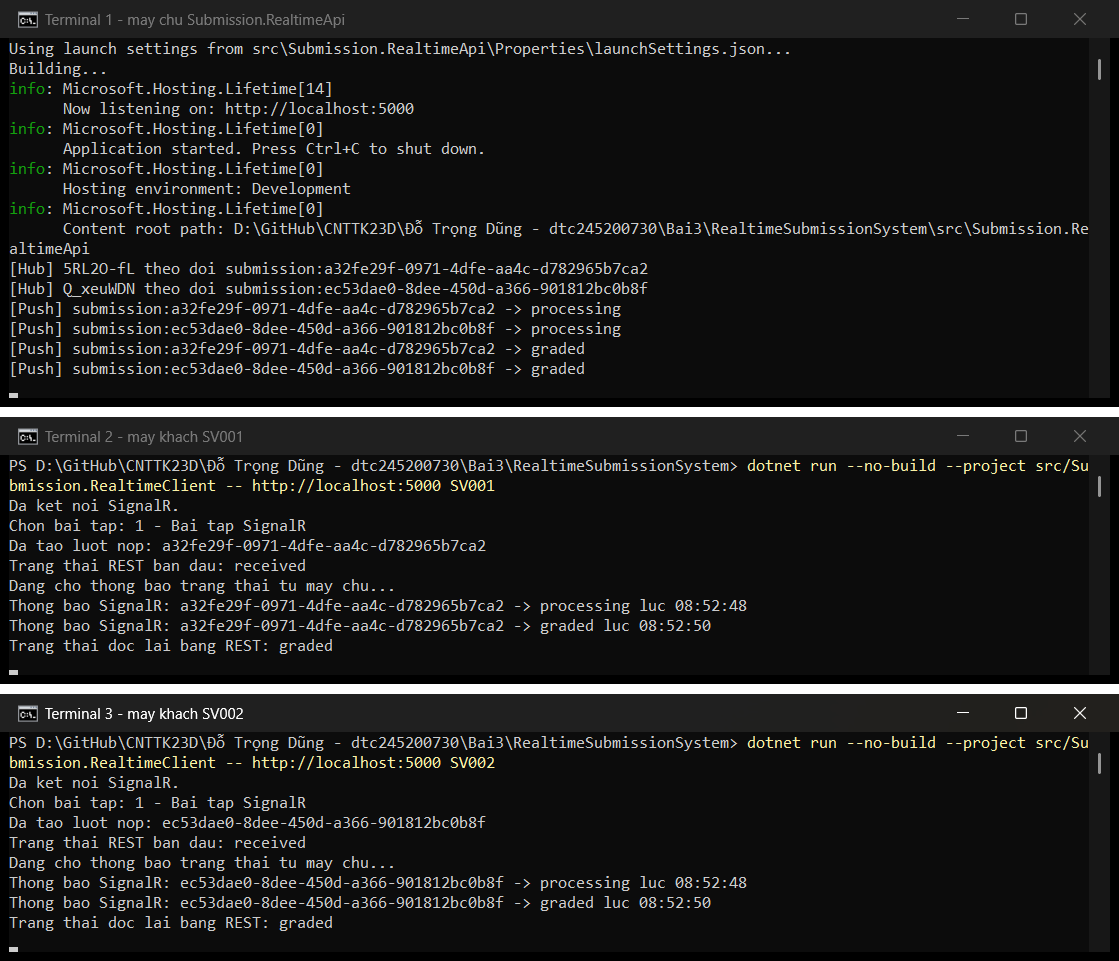 Terminal 1 - may chu Submission.RealtimeApi
Using launch settings from src\Submission.RealtimeApi\Properties\launchSettings.json...
Building...
info: Microsoft.Hosting.Lifetime[14]
      Now listening on: http://localhost:5000
info: Microsoft.Hosting.Lifetime[0]
      Application started. Press Ctrl+C to shut down.
info: Microsoft.Hosting.Lifetime[0]
      Hosting environment: Development
info: Microsoft.Hosting.Lifetime[0]
      Content root path: D:\GitHub\CNTTK23D\Đỗ Trọng Dũng - dtc245200730\Bai3\RealtimeSubmissionSystem\src\Submission.Re
altimeApi
[Hub] 5RL2O-fL theo doi submission:a32fe29f-0971-4dfe-aa4c-d782965b7ca2
[Hub] Q_xeuWDN theo doi submission:ec53dae0-8dee-450d-a366-901812bc0b8f
[Push] submission:a32fe29f-0971-4dfe-aa4c-d782965b7ca2 -> processing
[Push] submission:ec53dae0-8dee-450d-a366-901812bc0b8f -> processing
[Push] submission:a32fe29f-0971-4dfe-aa4c-d782965b7ca2 -> graded
[Push] submission:ec53dae0-8dee-450d-a366-901812bc0b8f -> graded
Terminal 2 - may khach SV001
PS D:\GitHub\CNTTK23D\Đỗ Trọng Dũng - dtc245200730\Bai3\RealtimeSubmissionSystem> dotnet run --no-build --project src/Su
bmission.RealtimeClient -- http://localhost:5000 SV001
Da ket noi SignalR.
Chon bai tap: 1 - Bai tap SignalR
Da tao luot nop: a32fe29f-0971-4dfe-aa4c-d782965b7ca2
Trang thai REST ban dau: received
Dang cho thong bao trang thai tu may chu...
Thong bao SignalR: a32fe29f-0971-4dfe-aa4c-d782965b7ca2 -> processing luc 08:52:48
Thong bao SignalR: a32fe29f-0971-4dfe-aa4c-d782965b7ca2 -> graded luc 08:52:50
Trang thai doc lai bang REST: graded
Terminal 3 - may khach SV002
PS D:\GitHub\CNTTK23D\Đỗ Trọng Dũng - dtc245200730\Bai3\RealtimeSubmissionSystem> dotnet run --no-build --project src/Su
bmission.RealtimeClient -- http://localhost:5000 SV002
Da ket noi SignalR.
Chon bai tap: 1 - Bai tap SignalR
Da tao luot nop: ec53dae0-8dee-450d-a366-901812bc0b8f
Trang thai REST ban dau: received
Dang cho thong bao trang thai tu may chu...
Thong bao SignalR: ec53dae0-8dee-450d-a366-901812bc0b8f -> processing luc 08:52:48
Thong bao SignalR: ec53dae0-8dee-450d-a366-901812bc0b8f -> graded luc 08:52:50
Trang thai doc lai bang REST: graded